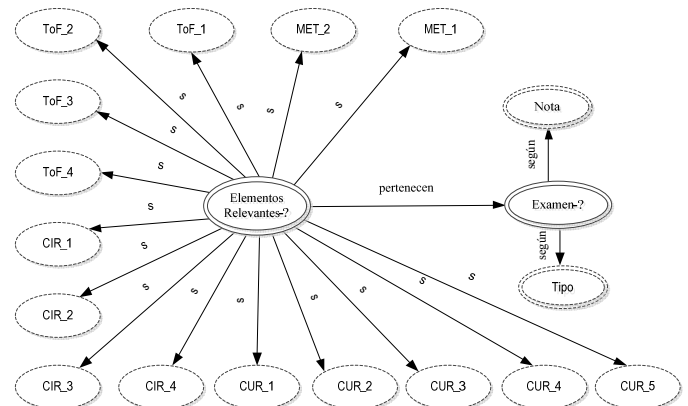 ToF_2
ToF_1
MET_2
MET_1
s
s
s
s
ToF_3
s
Nota
ToF_4
s
según
Elementos
Relevantes-?
pertenecen
Examen-?
s
CIR_1
s
según
s
Tipo
CIR_2
s
s
s
s
s
s
CIR_3
CIR_4
CUR_1
CUR_2
CUR_3
CUR_4
CUR_5